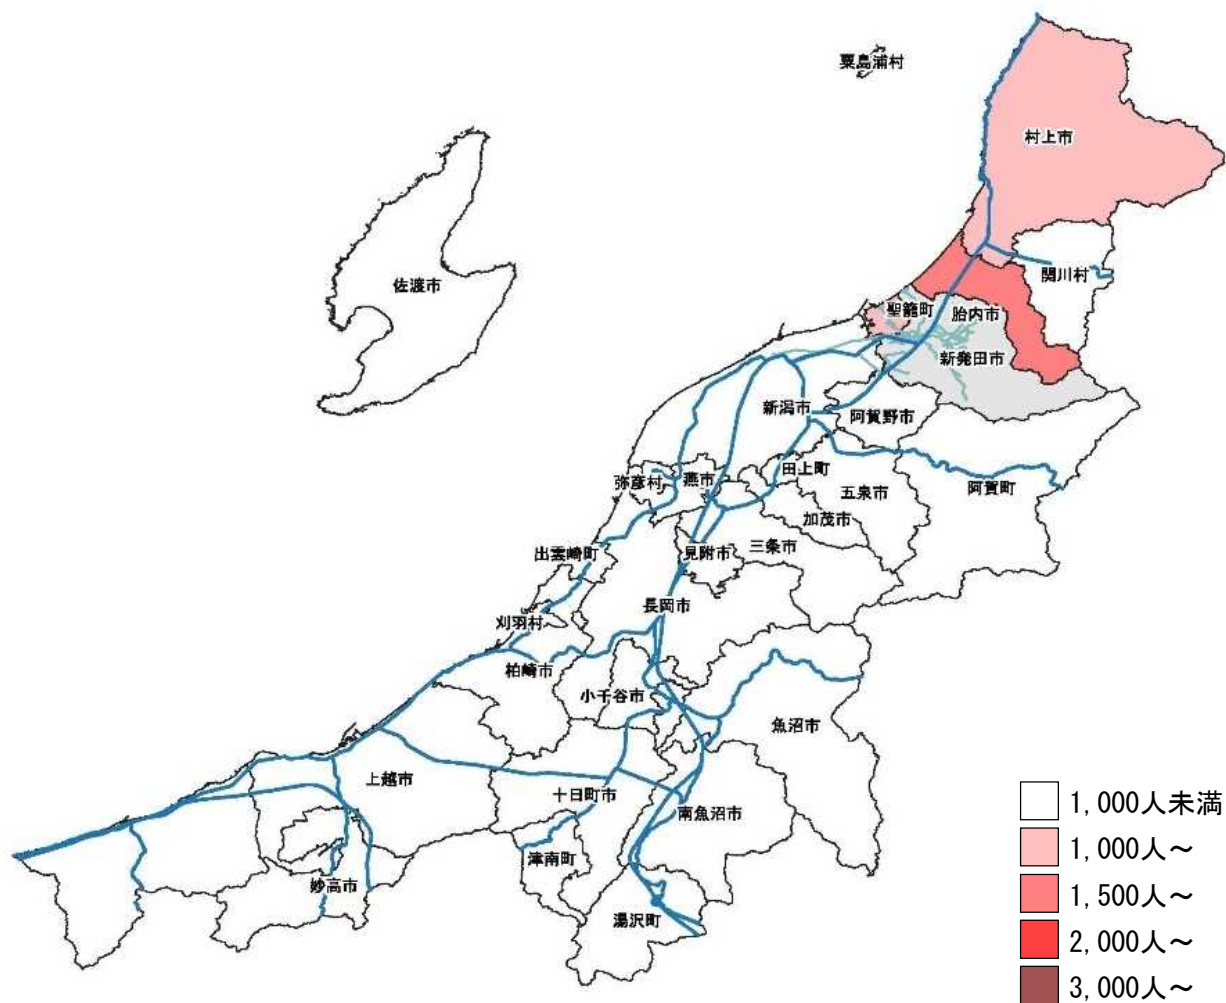 粟島浦村
村上市
関川村
佐渡市
聖籠町
胎内市
新発田市
新潟市
阿賀野市
田上町
弥彦村
燕市
五泉市
阿賀町
加茂市
出雲崎町
見附市
三条市
長岡市
刈羽村
柏崎市
小千谷市
魚沼市
上越市
十日町市
南魚沼市
津南町
妙高市
湯沢町
1,000人未満
1,000人～
1,500人～
2,000人～
3,000人～